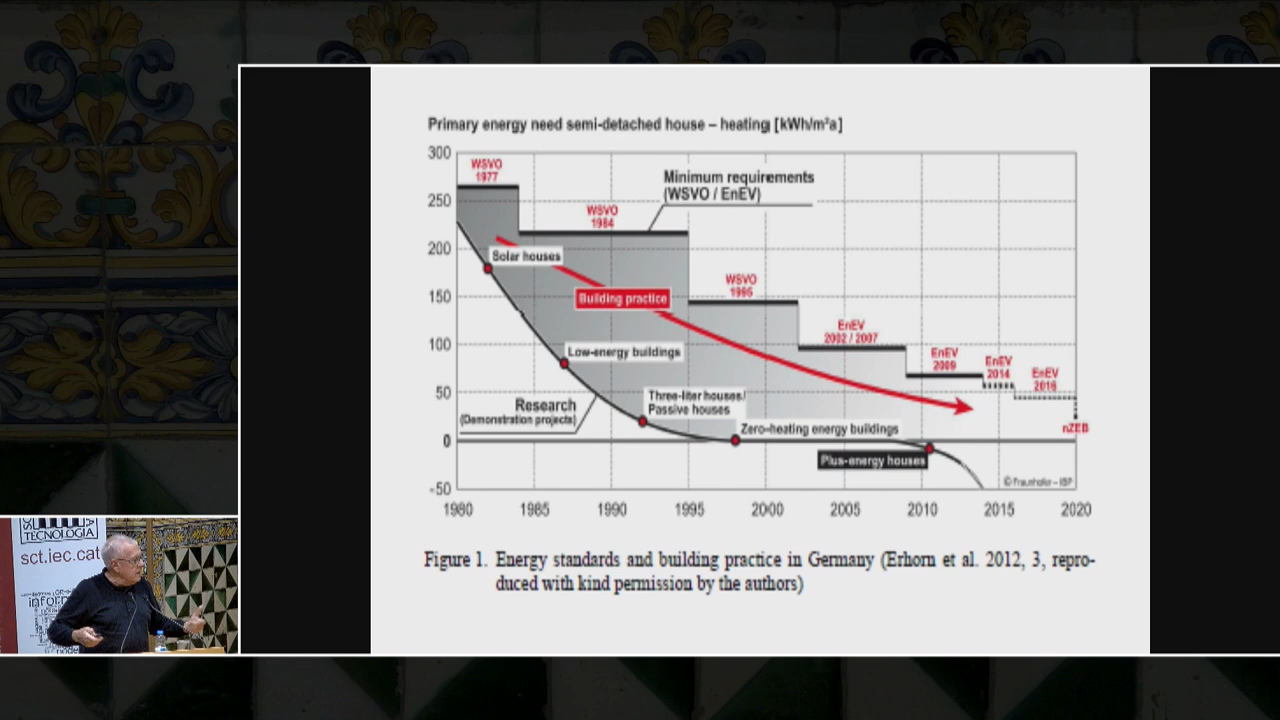 Primary energy need semi-detached house – heating [kWh/m²a]
300
250
200
150
100
50
0
-50
1980
1985
1990
1995
2000
2005
2010
2015
2020
WSVO
1977
WSVO
1984
WSVO
1995
EnEV
2002 / 2007
EnEV
2009
EnEV
2014
EnEV
2016
nZEB
Minimum requirements
(WSVO / EnEV)
Solar houses
Building practice
Low-energy buildings
Research
(Demonstration projects)
Three-liter houses/
Passive houses
Zero-heating energy buildings
Plus-energy houses
© Fraunhofer – IBP
Figure 1. Energy standards and building practice in Germany (Erhorn et al. 2012, 3, repro-
duced with kind permission by the authors)
TECNOLOGIA
sct.iec.cat